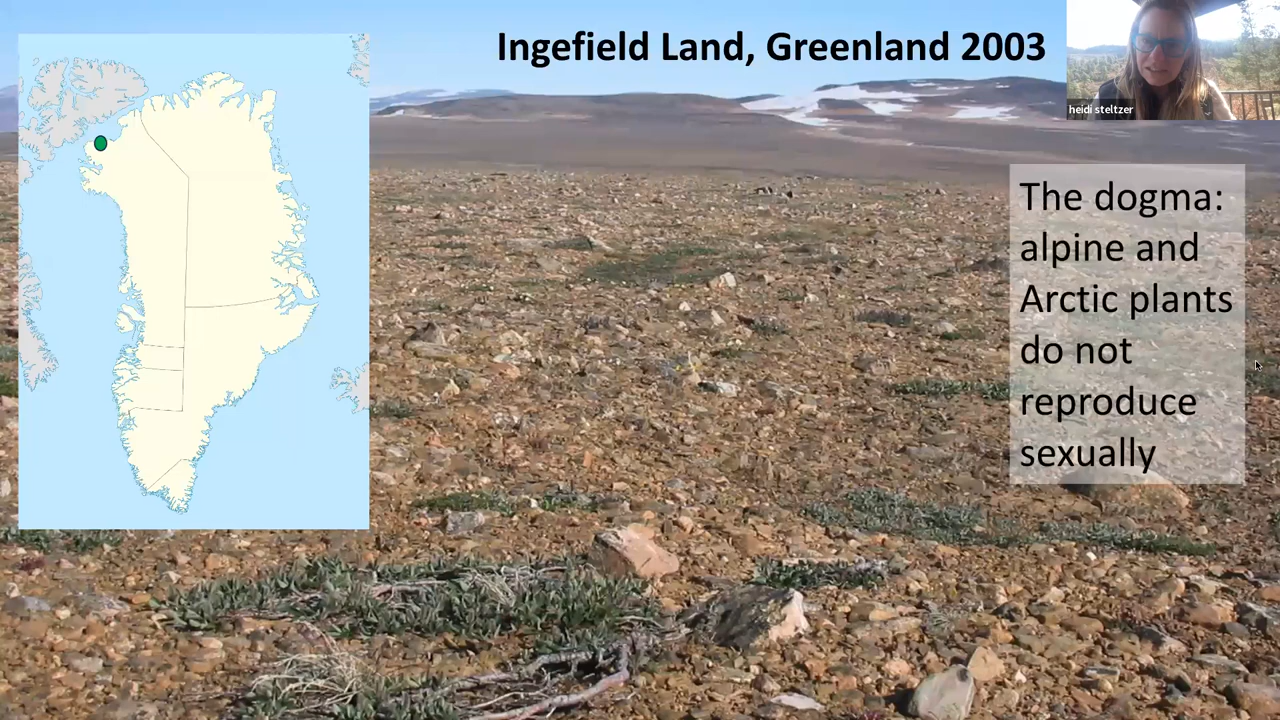 Ingefield Land, Greenland 2003
heidi steltzer
The dogma:
alpine and
Arctic plants
do not
reproduce
sexually